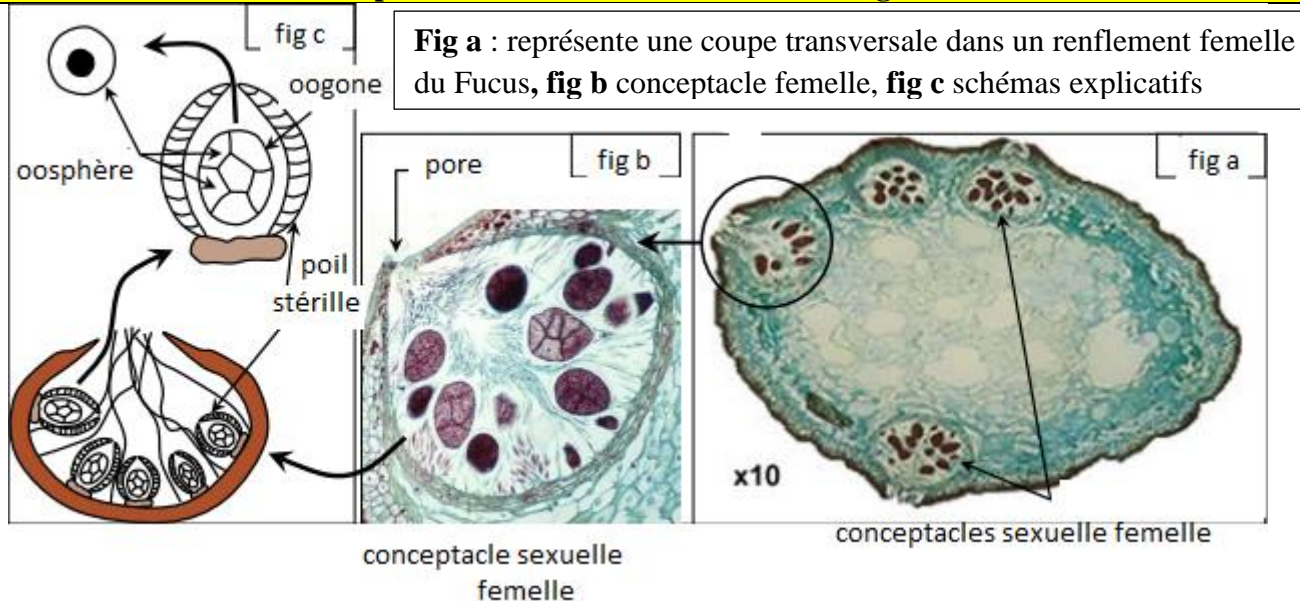 Fig a : représente une coupe transversale dans un renflement femelle
du Fucus, fig b conceptacle femelle, fig c schémas explicatifs
fig c
oogone
oosphère
poil
stérille
pore
fig b
fig a
x10
conceptacle sexuelle
femelle
conceptacles sexuelle femelle